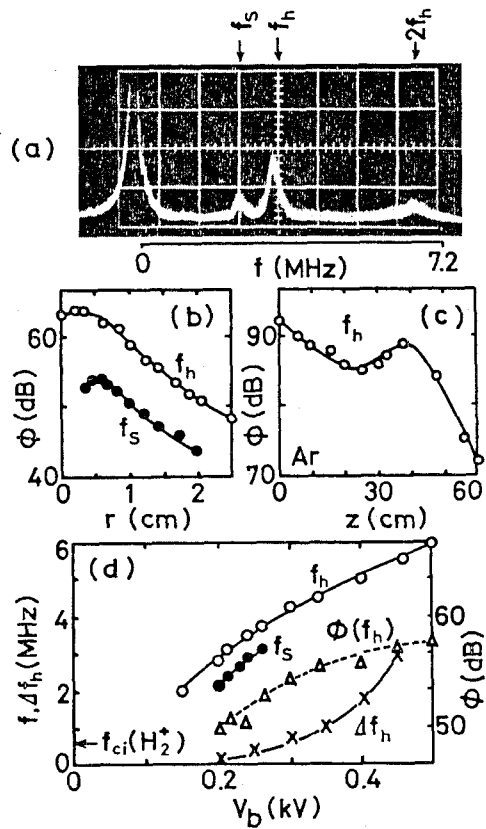 fs fh 2fh
(a)
0 f (MHz) 7.2
(b)
60
40
Φ (dB)
fh
fs
0 1 2
r (cm)
(c)
90
70
Φ (dB)
fh
Ar
0 30 60
z (cm)
(d)
6
4
2
0
f, Δfh (MHz)
fh
fs
Φ(fh)
Δfh
fci(H2+)
60
50
Φ (dB)
0.2 0.4
Vb (kV)